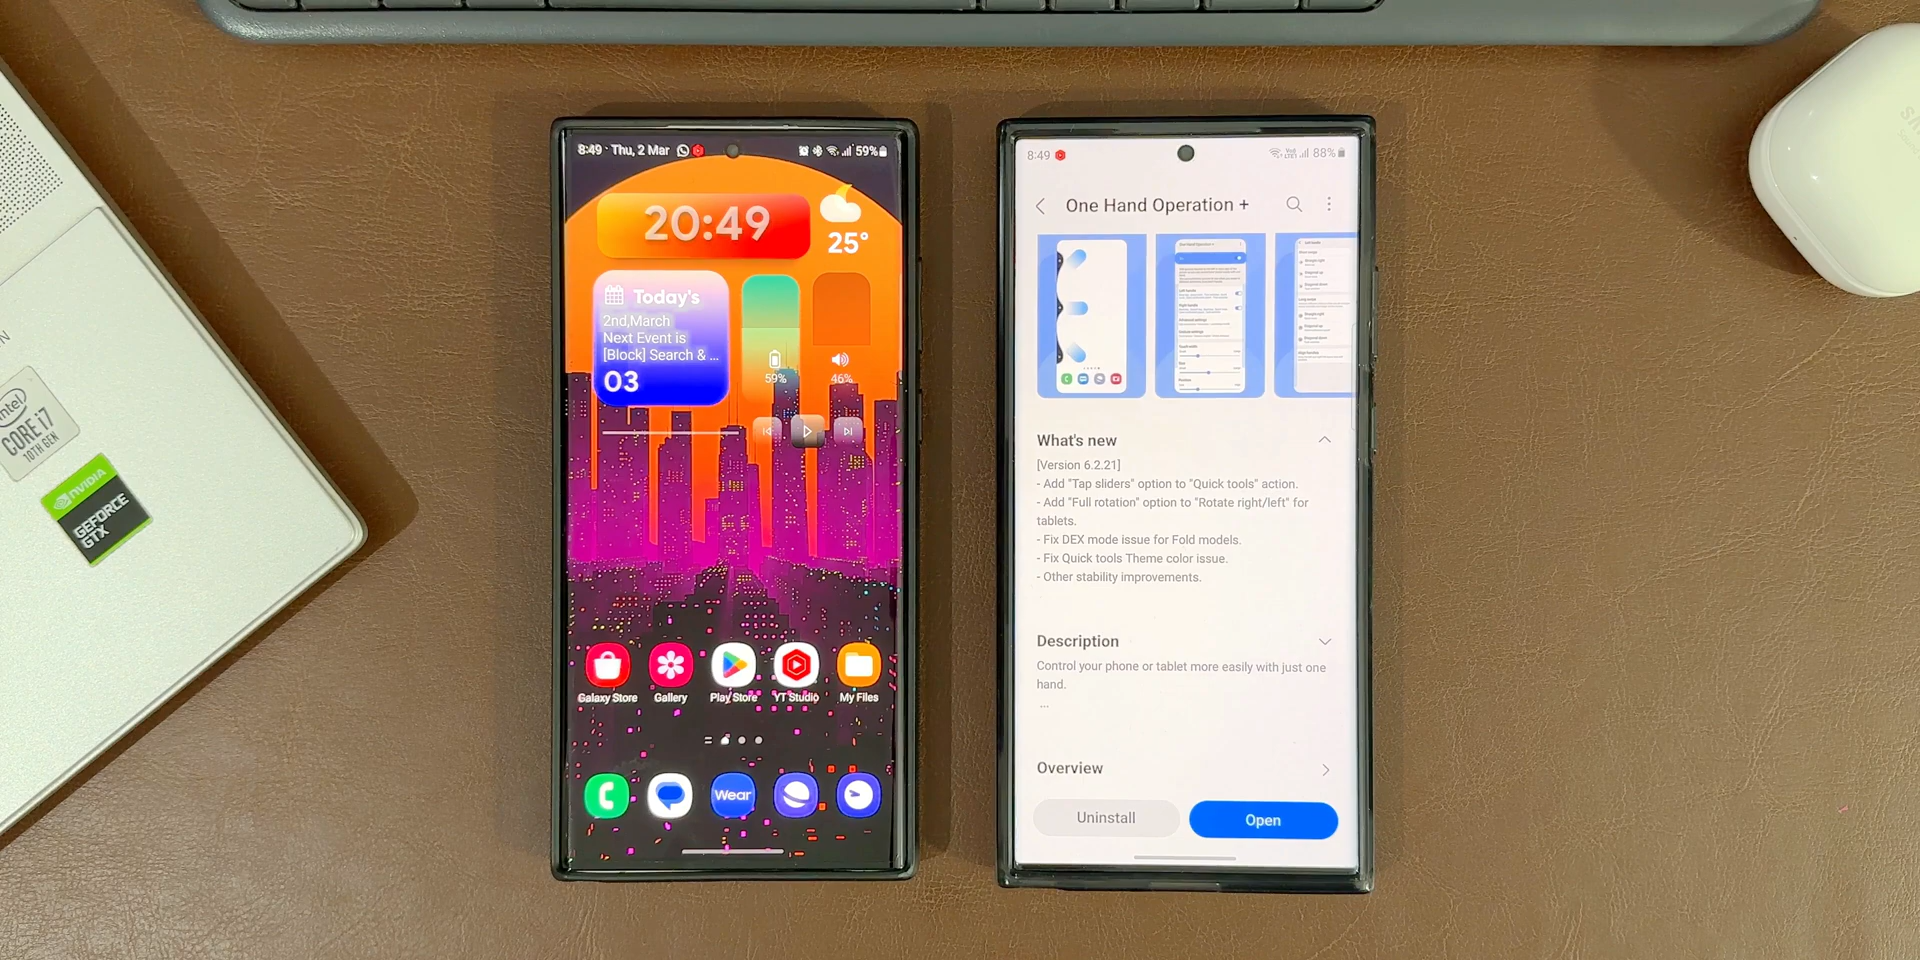 intel
CORE i7
10TH GEN
NVIDIA
GEFORCE
GTX
8:49 · Thu, 2 Mar
59%
20:49
25°
Today's
2nd,March
Next Event is
[Block] Search & ...
03
59%
46%
Galaxy Store
Gallery
Play Store
YT Studio
My Files
Wear
8:49
88%
One Hand Operation +
What's new
[Version 6.2.21]
- Add "Tap sliders" option to "Quick tools" action.
- Add "Full rotation" option to "Rotate right/left" for
tablets.
- Fix DEX mode issue for Fold models.
- Fix Quick tools Theme color issue.
- Other stability improvements.
Description
Control your phone or tablet more easily with just one
hand.
...
Overview
Uninstall
Open